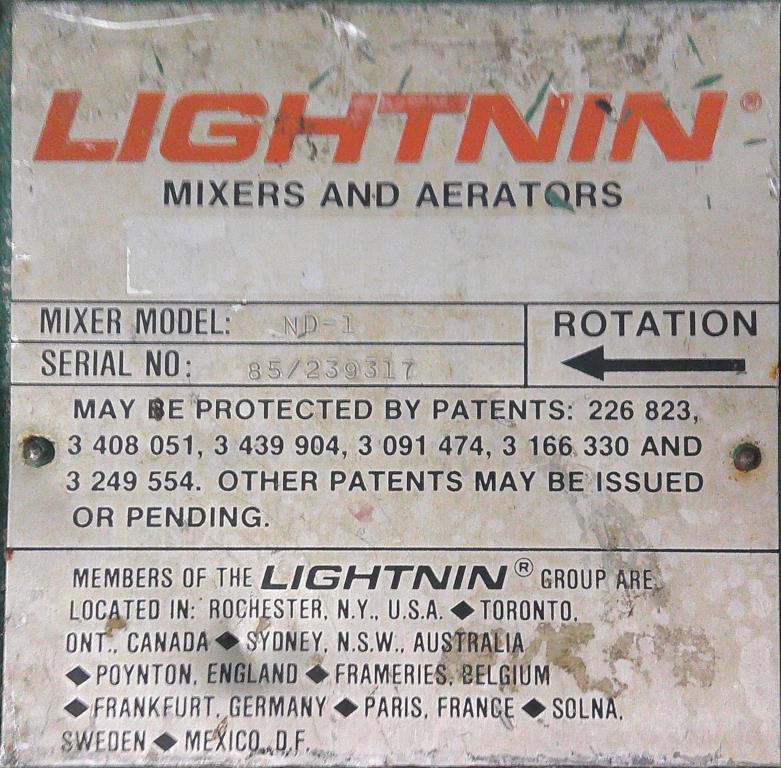 LIGHTNIN®
MIXERS AND AERATORS
MIXER MODEL: ND-1
SERIAL NO: 85/239317
ROTATION
MAY BE PROTECTED BY PATENTS: 226 823,
3 408 051, 3 439 904, 3 091 474, 3 166 330 AND
3 249 554. OTHER PATENTS MAY BE ISSUED
OR PENDING.
MEMBERS OF THE LIGHTNIN® GROUP ARE
LOCATED IN: ROCHESTER, N.Y., U.S.A. ◆ TORONTO,
ONT., CANADA ◆ SYDNEY, N.S.W., AUSTRALIA
◆ POYNTON, ENGLAND ◆ FRAMERIES, BELGIUM
◆ FRANKFURT, GERMANY ◆ PARIS, FRANCE ◆ SOLNA,
SWEDEN ◆ MEXICO, D.F.